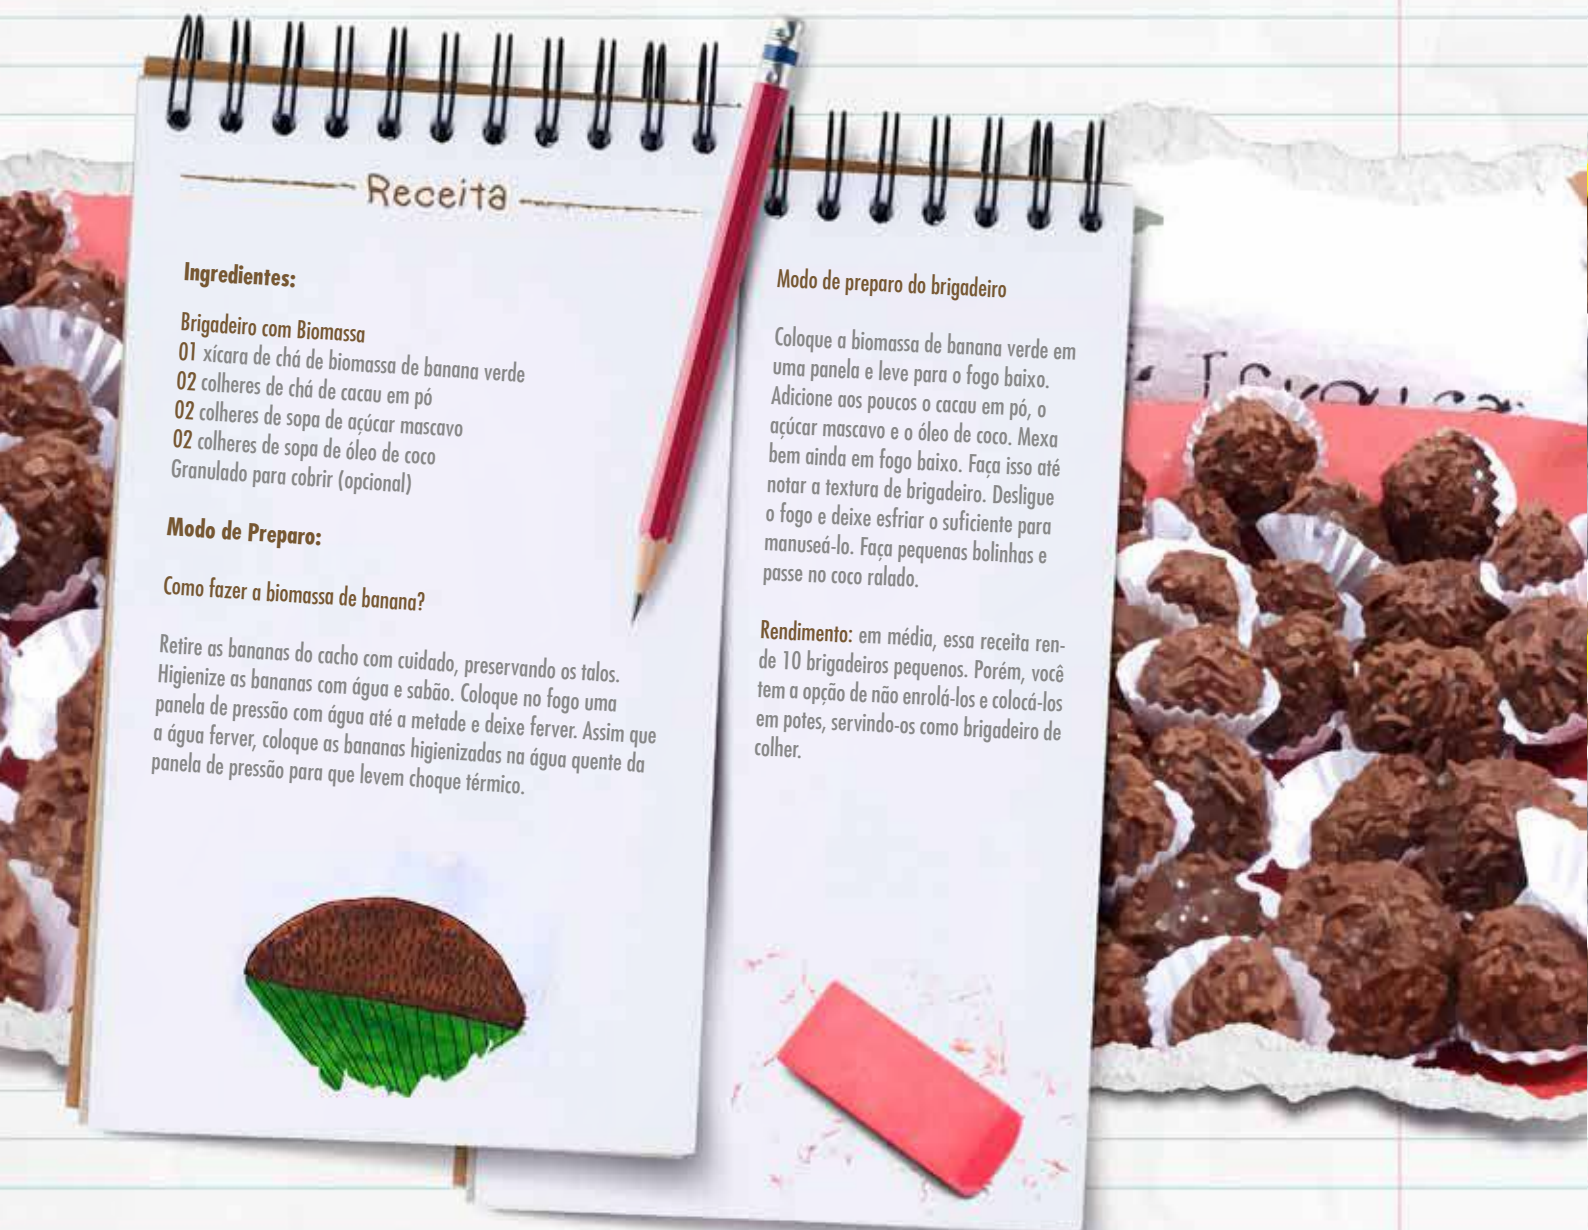 Receita
Ingredientes:
Brigadeiro com Biomassa
01 xícara de chá de biomassa de banana verde
02 colheres de chá de cacau em pó
02 colheres de sopa de açúcar mascavo
02 colheres de sopa de óleo de coco
Granulado para cobrir (opcional)
Modo de Preparo:
Como fazer a biomassa de banana?
Retire as bananas do cacho com cuidado, preservando os talos.
Higienize as bananas com água e sabão. Coloque no fogo uma
panela de pressão com água até a metade e deixe ferver. Assim que
a água ferver, coloque as bananas higienizadas na água quente da
panela de pressão para que levem choque térmico.
Modo de preparo do brigadeiro
Coloque a biomassa de banana verde em
uma panela e leve para o fogo baixo.
Adicione aos poucos o cacau em pó, o
açúcar mascavo e o óleo de coco. Mexa
bem ainda em fogo baixo. Faça isso até
notar a textura de brigadeiro. Desligue
o fogo e deixe esfriar o suficiente para
manuseá-lo. Faça pequenas bolinhas e
passe no coco ralado.
Rendimento: em média, essa receita ren-
de 10 brigadeiros pequenos. Porém, você
tem a opção de não enrolá-los e colocá-los
em potes, servindo-os como brigadeiro de
colher.